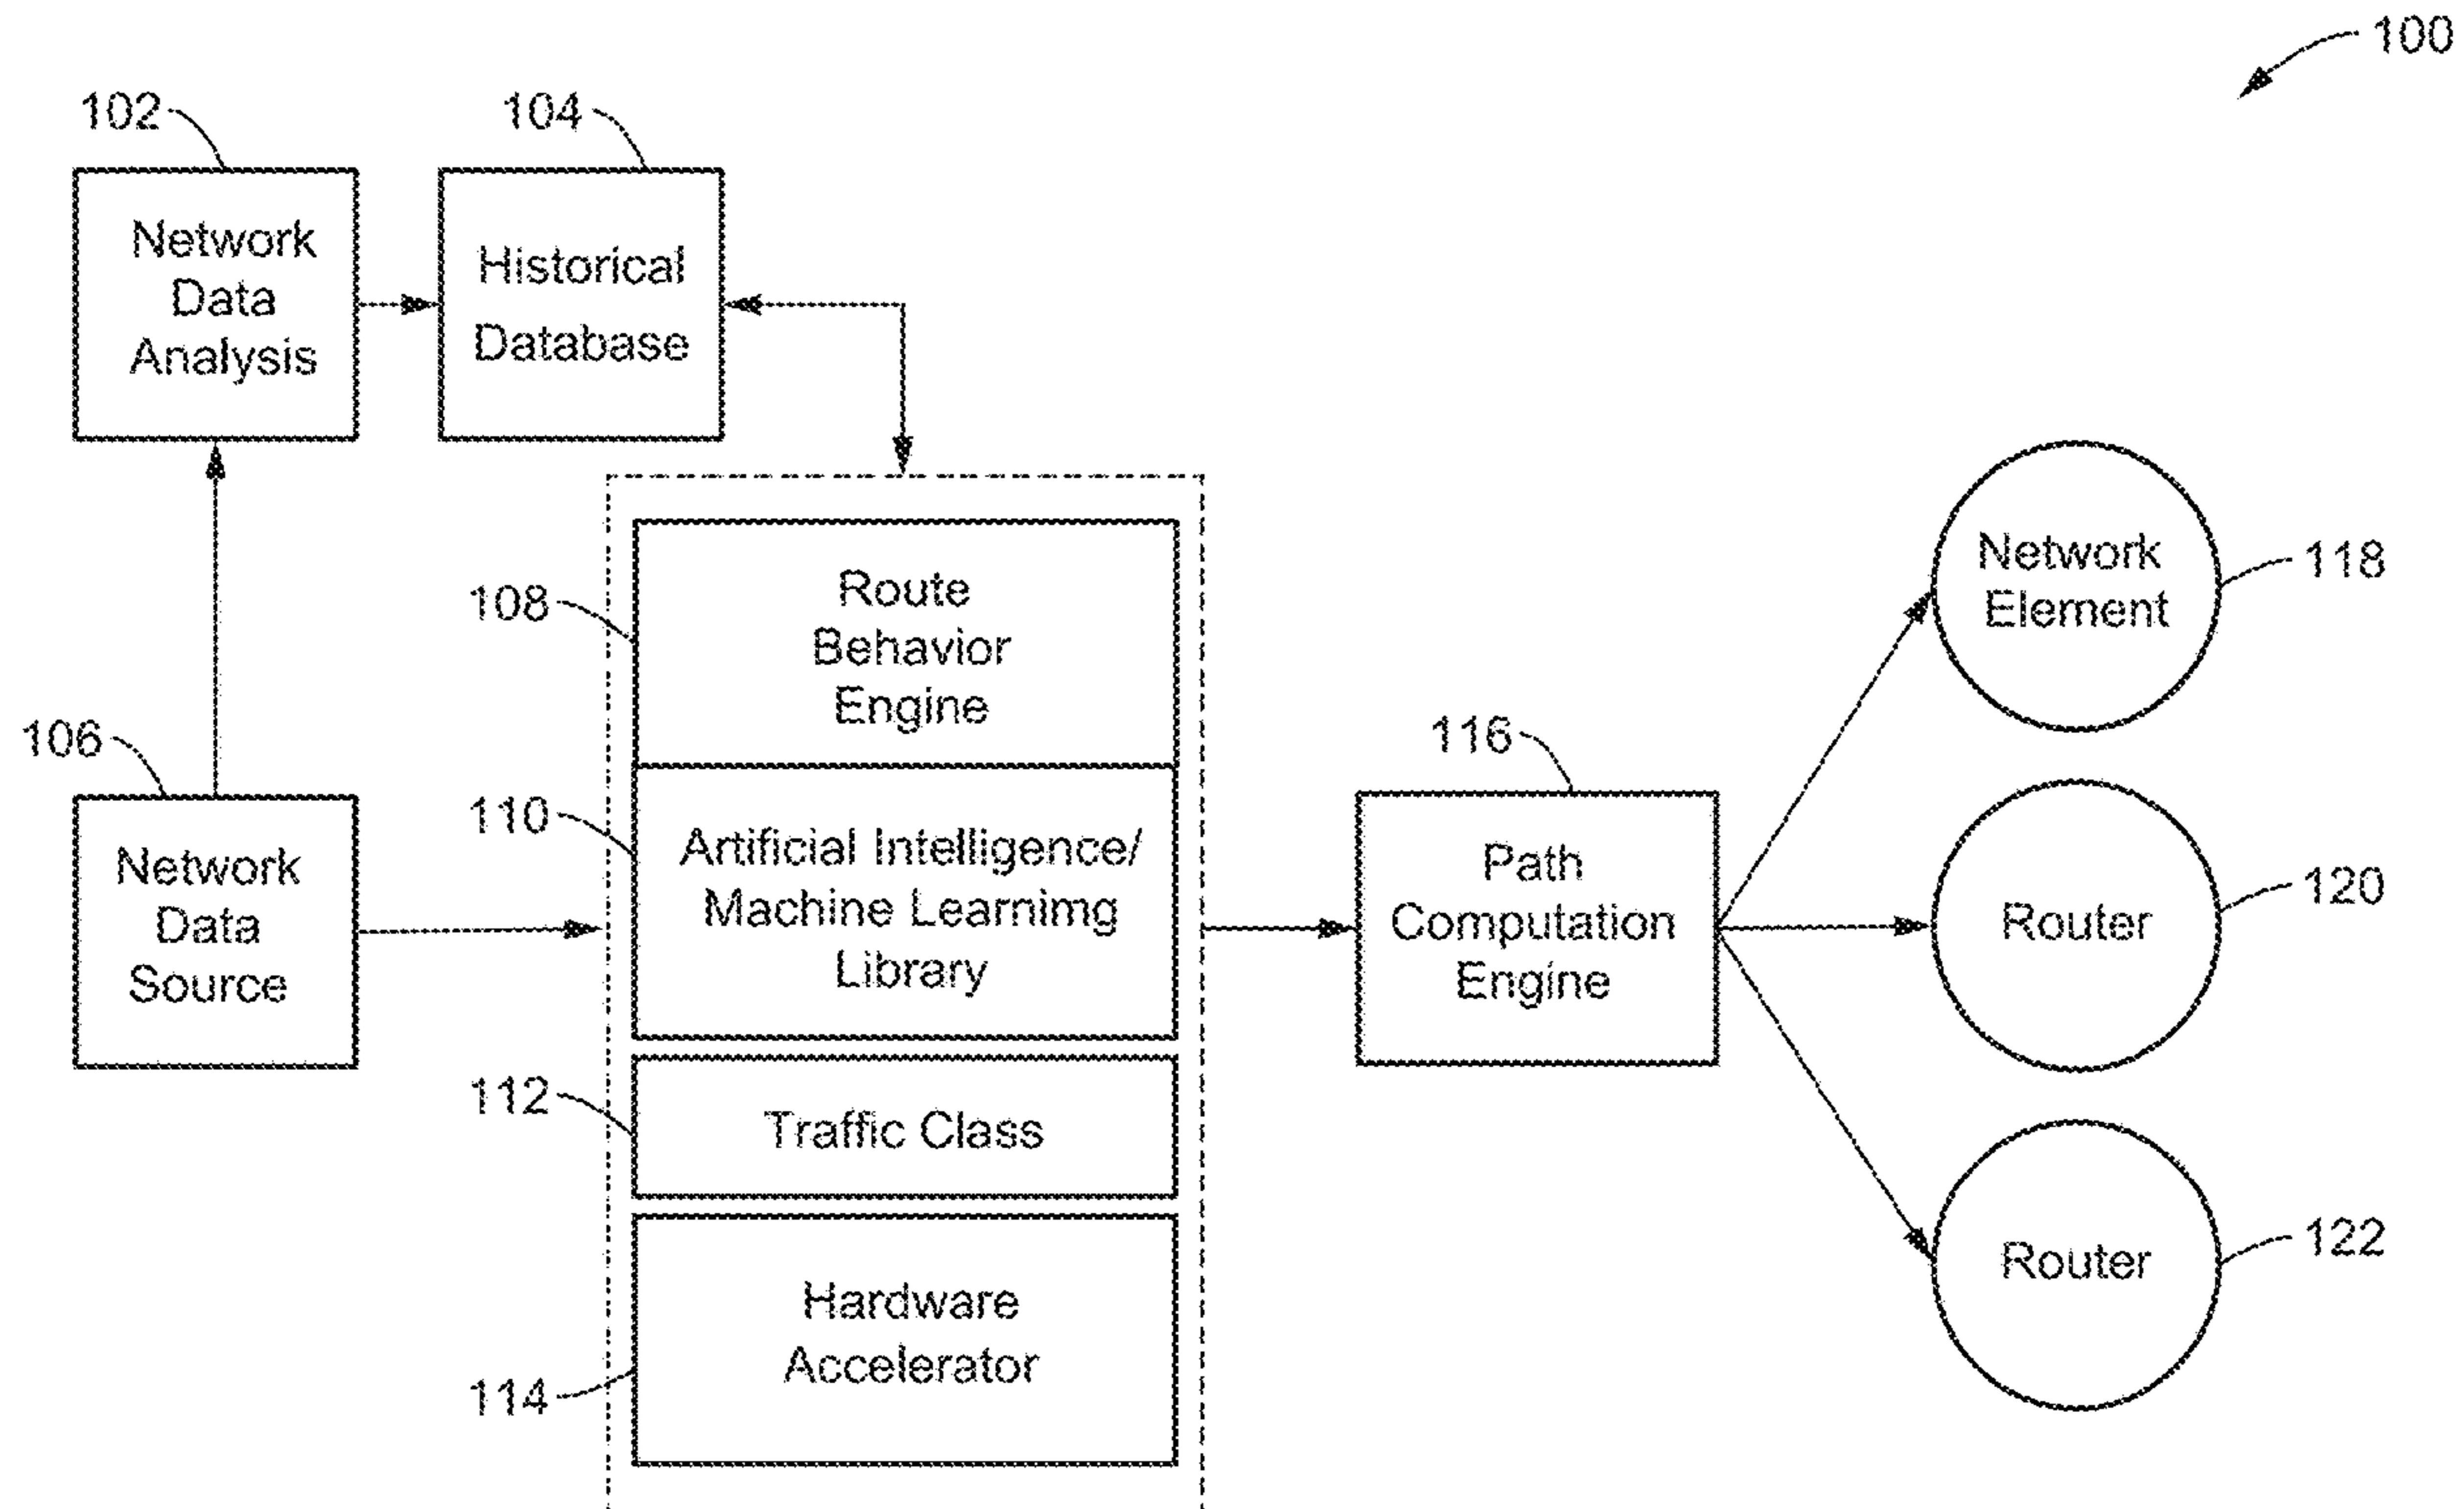 100
102
104
Network
Data
Analysis
Historical
Database
108
Route
Behavior
Engine
106
Network
Data
Source
110
Artificial Intelligence/
Machine Learnimg
Library
112
Traffic Class
114
Hardware
Accelerator
116
Path
Computation
Engine
Network
Element
118
Router
120
Router
122